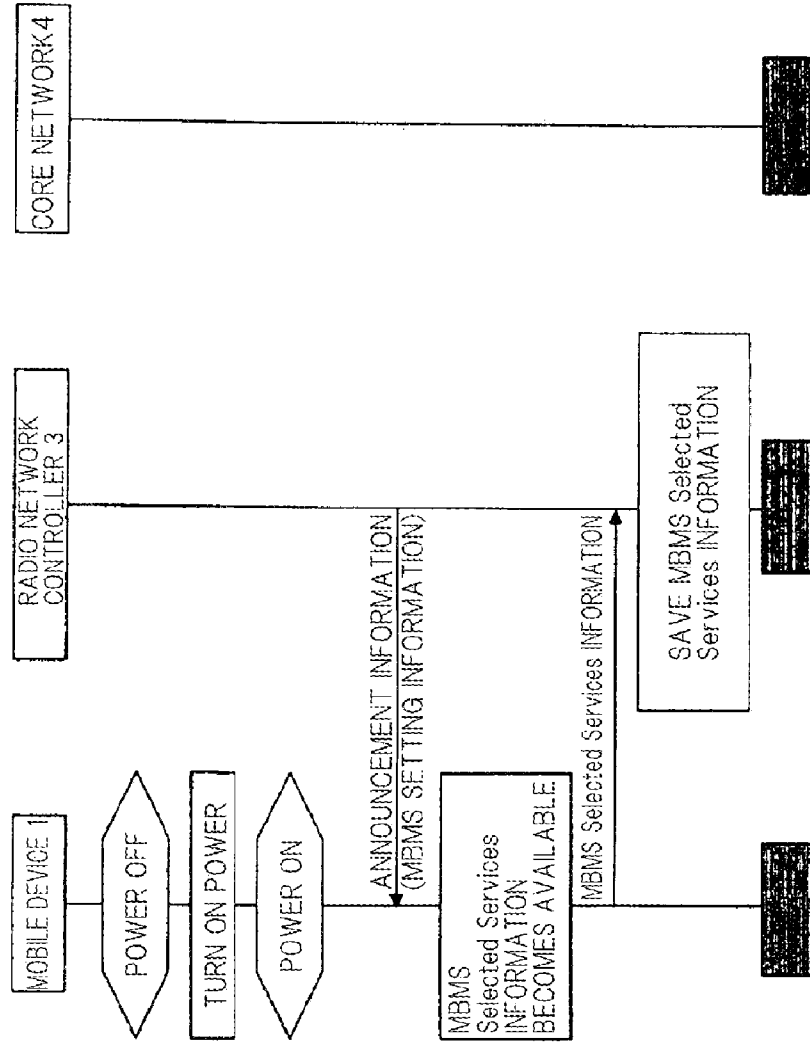 MOBILE DEVICE 1
RADIO NETWORK
CONTROLLER 3
CORE NETWORK 4
POWER OFF
TURN ON POWER
POWER ON
ANNOUNCEMENT INFORMATION
(MBMS SETTING INFORMATION)
MBMS
Selected Services
INFORMATION
BECOMES AVAILABLE
MBMS Selected Services INFORMATION
SAVE MBMS Selected
Services INFORMATION